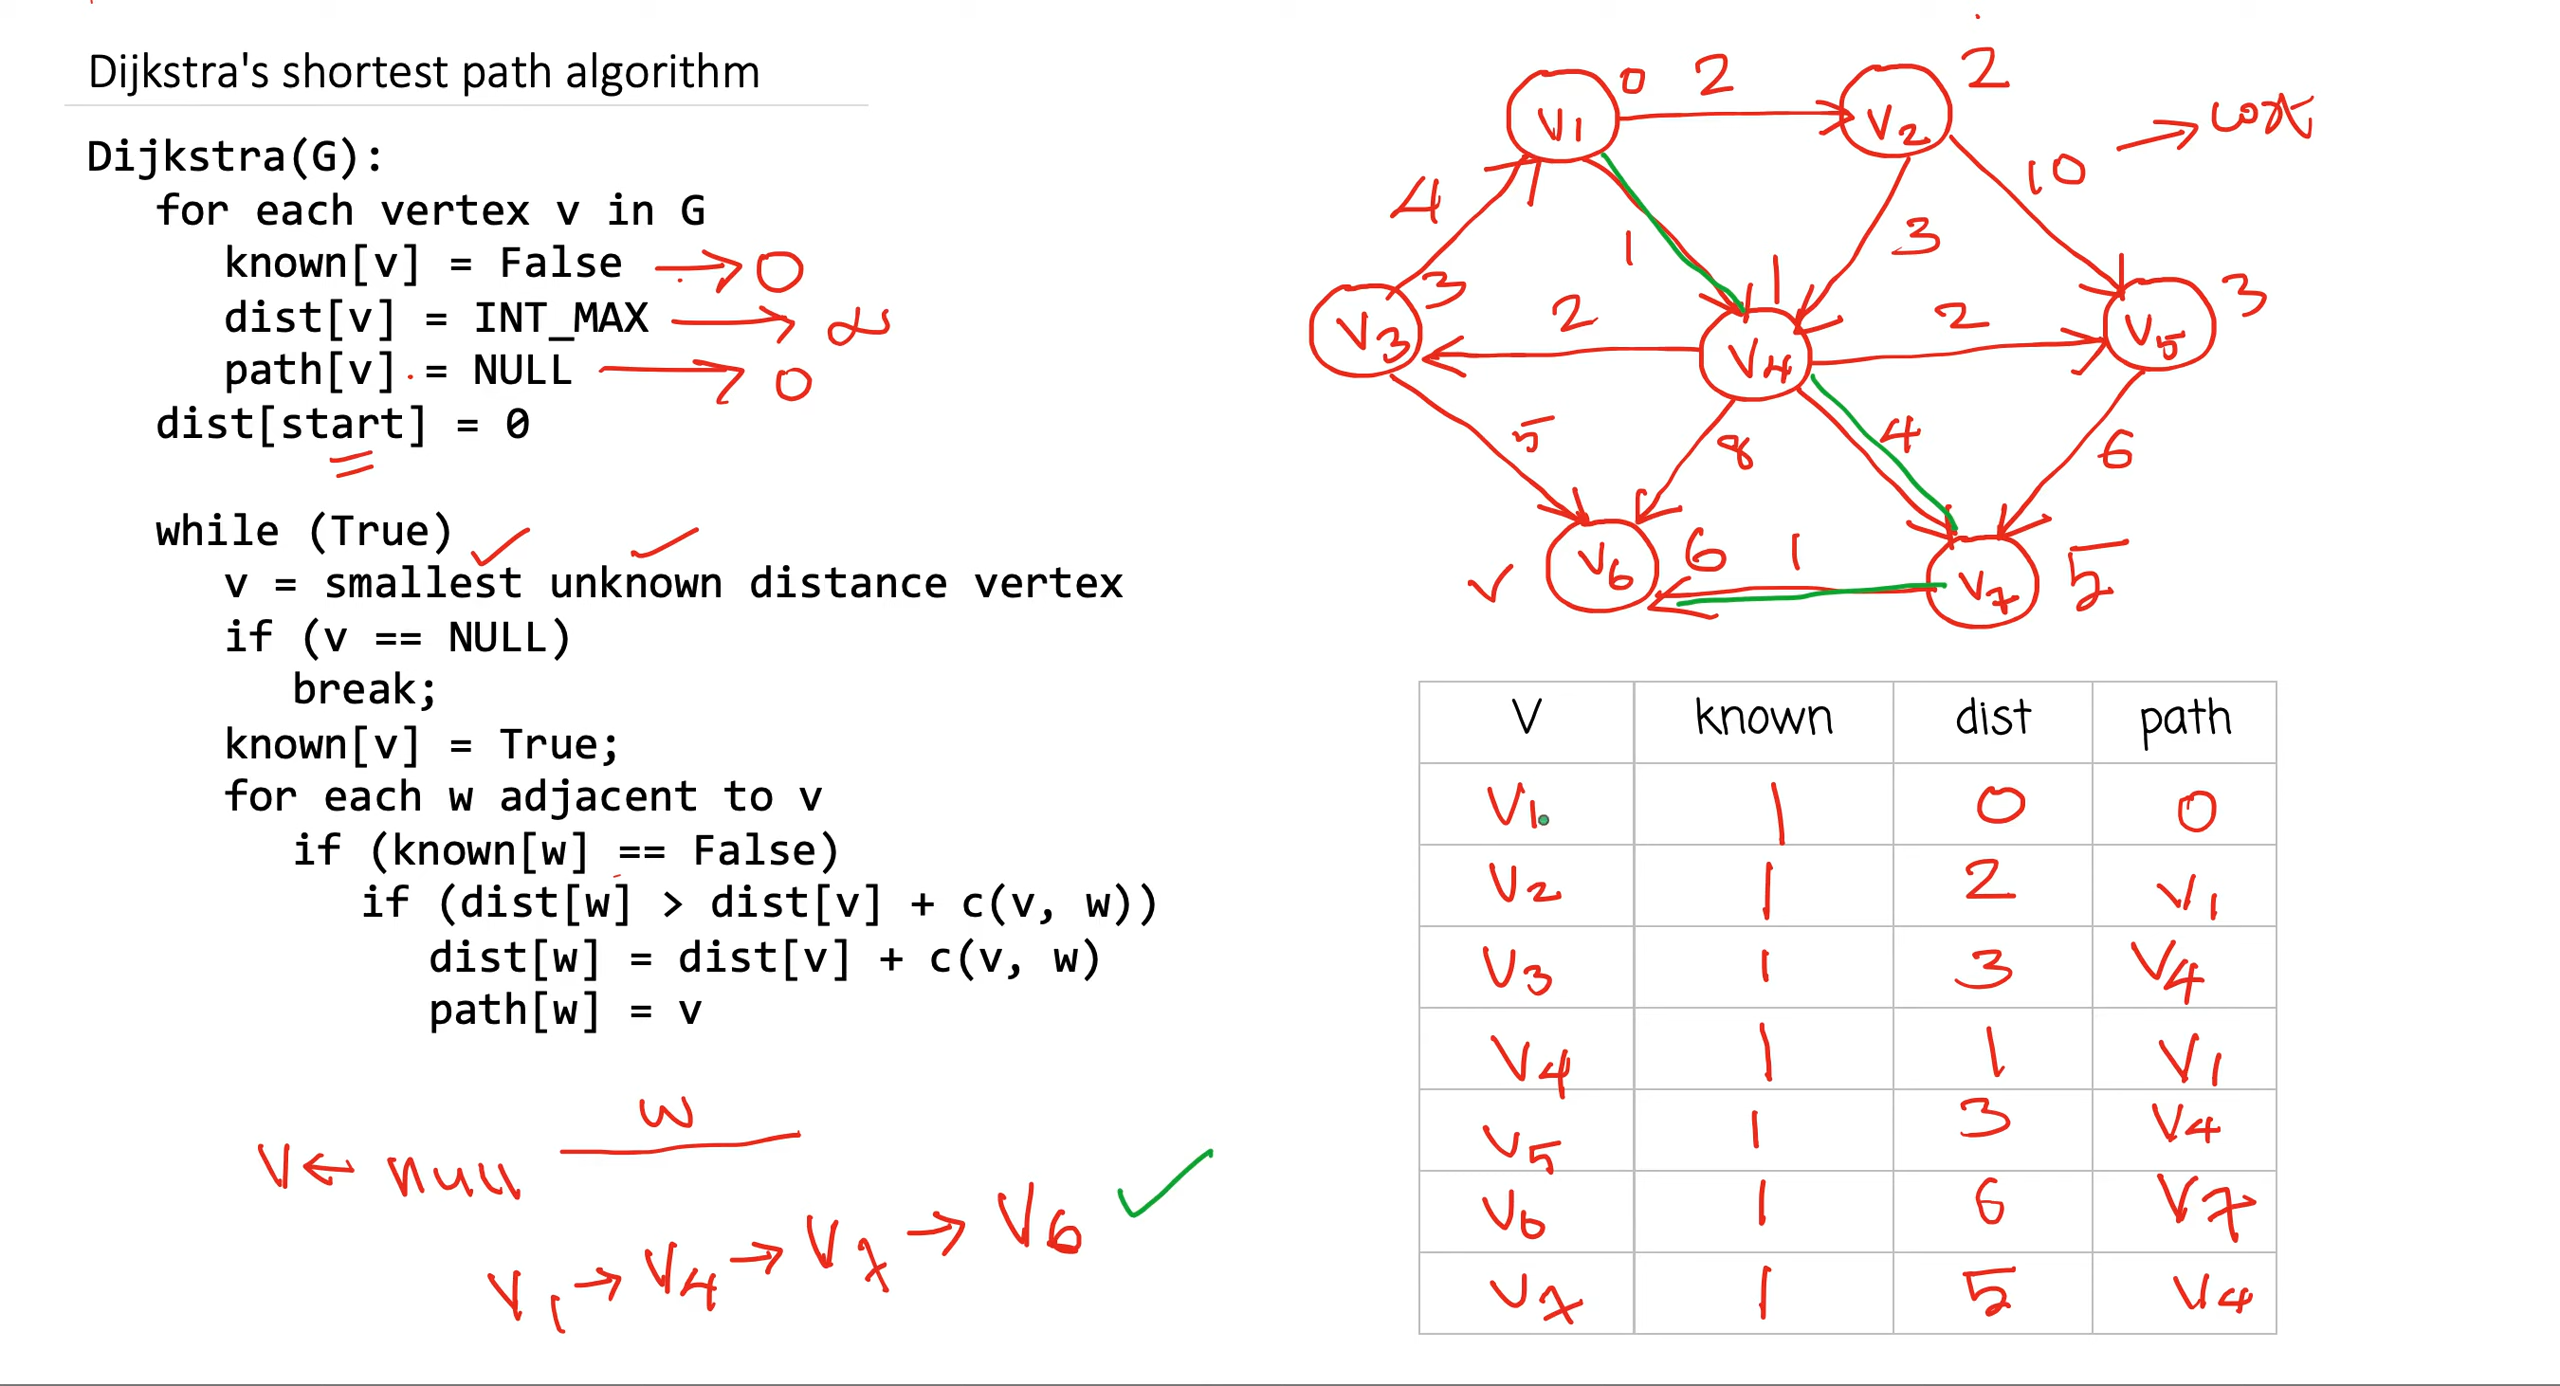 Dijkstra's shortest path algorithm
Dijkstra(G):
for each vertex v in G
known[v] = False → 0
dist[v] = INT_MAX → ∞
path[v] = NULL → 0
dist[start] = 0
while (True)
v = smallest unknown distance vertex
if (v == NULL)
break;
known[v] = True;
for each w adjacent to v
if (known[w] == False)
if (dist[w] > dist[v] + c(v, w))
dist[w] = dist[v] + c(v, w)
path[w] = v
w
V ← null
V1 → V4 → V7 → V6 ✓
V1 0 2 V2 2
10 → cost
4 1 3
V3 3 2 1 V4 2 V5 3
5 8 4 6
V6 6 1 V7 5
V known dist path
V1 1 0 0
V2 1 2 V1
V3 1 3 V4
V4 1 1 V1
V5 1 3 V4
V6 1 6 V7
V7 1 5 V4